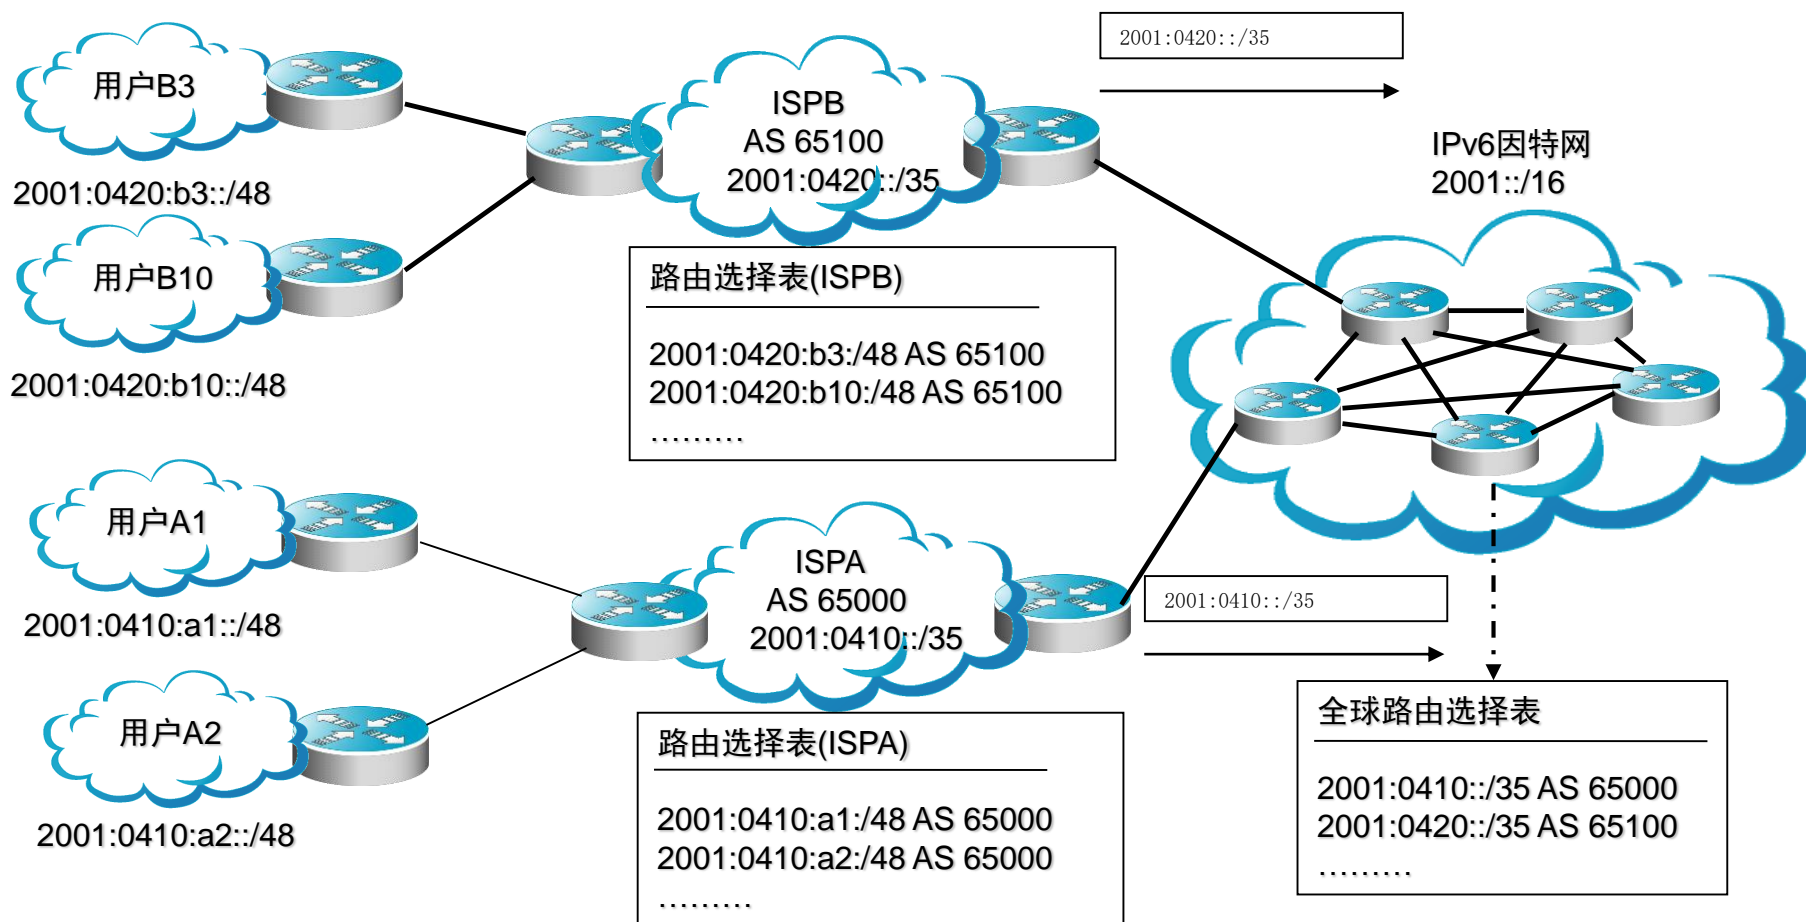 用户B3
2001:0420:b3::/48
用户B10
2001:0420:b10::/48
ISPB
AS 65100
2001:0420::/35
2001:0420::/35
IPv6因特网
2001::/16
路由选择表(ISPB)
2001:0420:b3:/48 AS 65100
2001:0420:b10:/48 AS 65100
………
用户A1
2001:0410:a1::/48
用户A2
2001:0410:a2::/48
ISPA
AS 65000
2001:0410::/35
2001:0410::/35
路由选择表(ISPA)
2001:0410:a1:/48 AS 65000
2001:0410:a2:/48 AS 65000
………
全球路由选择表
2001:0410::/35 AS 65000
2001:0420::/35 AS 65100
………